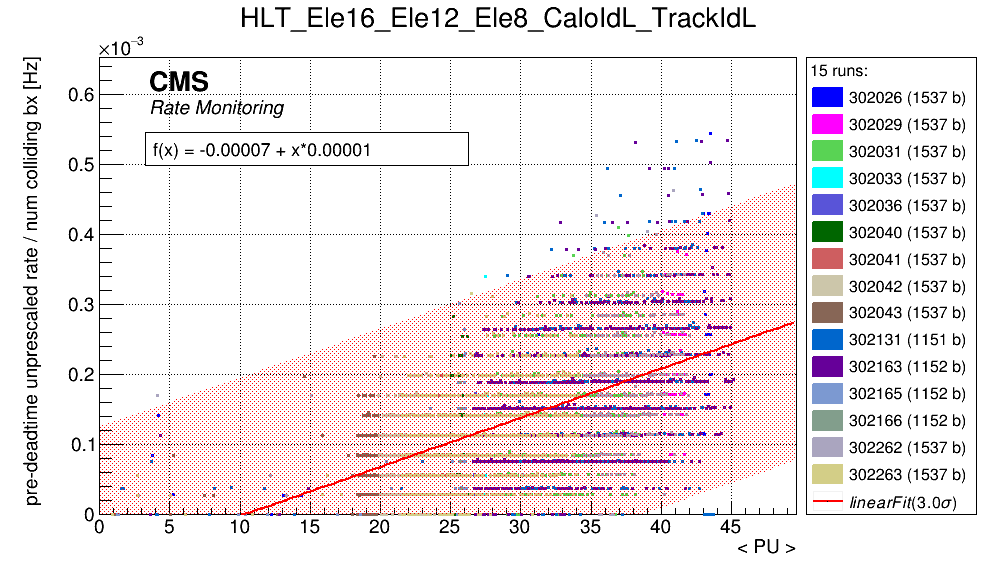 HLT_Ele16_Ele12_Ele8_CaloIdL_TrackIdL
×10⁻³
pre-deadtime unprescaled rate / num colliding bx [Hz]
CMS
Rate Monitoring
f(x) = -0.00007 + x*0.00001
0.6
0.5
0.4
0.3
0.2
0.1
0
0 5 10 15 20 25 30 35 40 45
< PU >
15 runs:
302026 (1537 b)
302029 (1537 b)
302031 (1537 b)
302033 (1537 b)
302036 (1537 b)
302040 (1537 b)
302041 (1537 b)
302042 (1537 b)
302043 (1537 b)
302131 (1151 b)
302163 (1152 b)
302165 (1152 b)
302166 (1152 b)
302262 (1537 b)
302263 (1537 b)
linearFit(3.0σ)